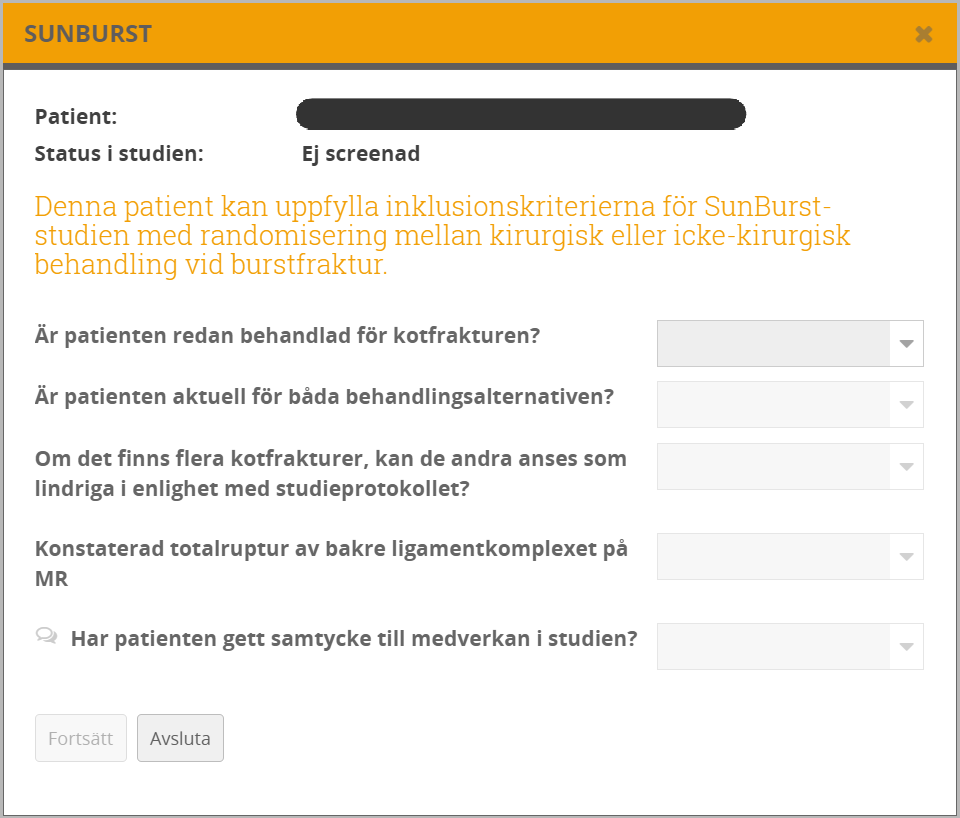 SUNBURST
Patient:
Status i studien: Ej screenad
Denna patient kan uppfylla inklusionskriterierna för SunBurst-
studien med randomisering mellan kirurgisk eller icke-kirurgisk
behandling vid burstfraktur.
Är patienten redan behandlad för kotfrakturen?
Är patienten aktuell för båda behandlingsalternativen?
Om det finns flera kotfrakturer, kan de andra anses som
lindriga i enlighet med studieprotokollet?
Konstaterad totalruptur av bakre ligamentkomplexet på
MR
Har patienten gett samtycke till medverkan i studien?
Fortsätt Avsluta